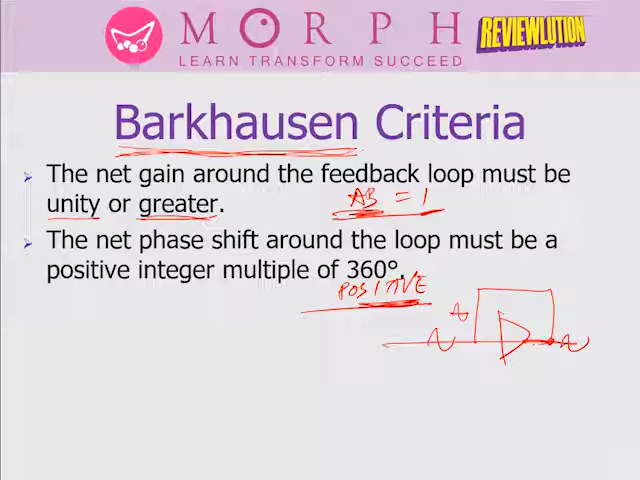 MORPH
REVIEWLUTION
LEARN TRANSFORM SUCCEED
Barkhausen Criteria
The net gain around the feedback loop must be
unity or greater.
AB = 1
The net phase shift around the loop must be a
positive integer multiple of 360°.
POSITIVE